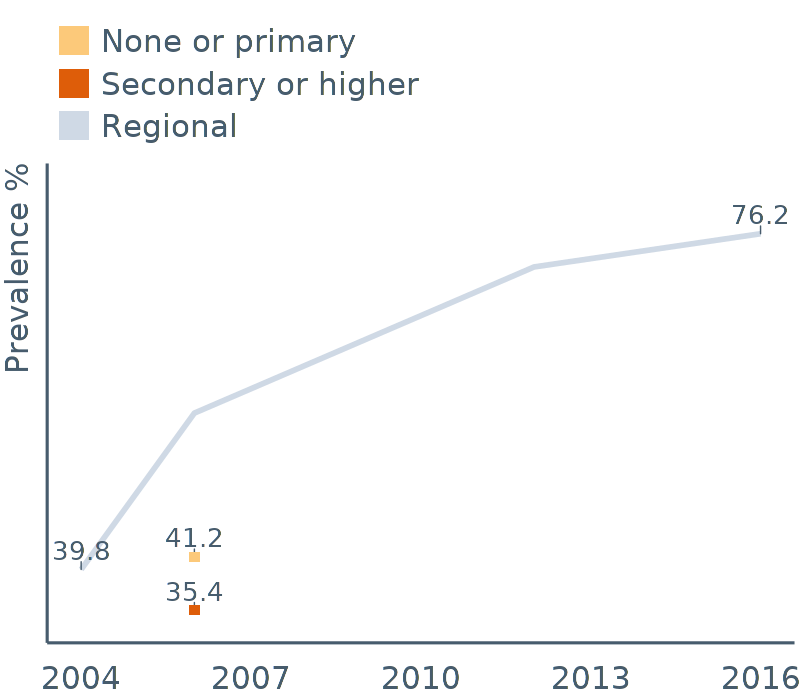 None or primary
Secondary or higher
Regional
Prevalence %
76.2
41.2
39.8
35.4
2004 2007 2010 2013 2016